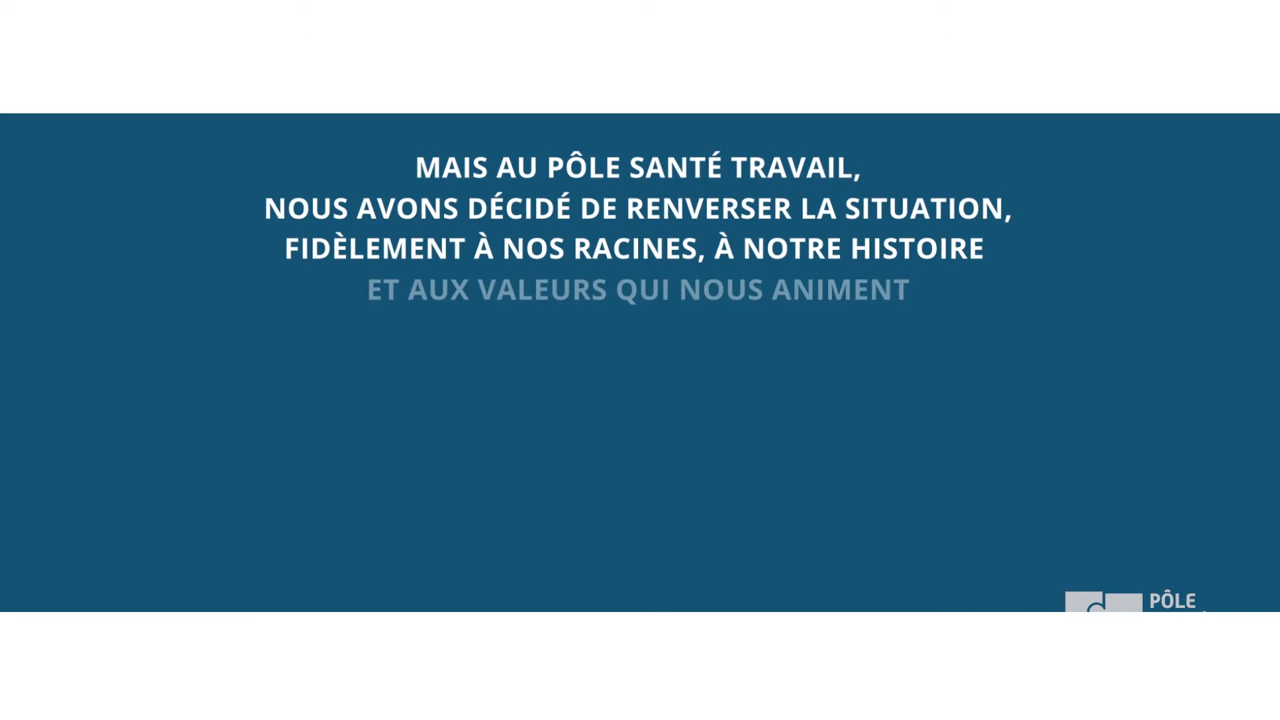 MAIS AU PÔLE SANTÉ TRAVAIL,
NOUS AVONS DÉCIDÉ DE RENVERSER LA SITUATION,
FIDÈLEMENT À NOS RACINES, À NOTRE HISTOIRE
ET AUX VALEURS QUI NOUS ANIMENT
PÔLE